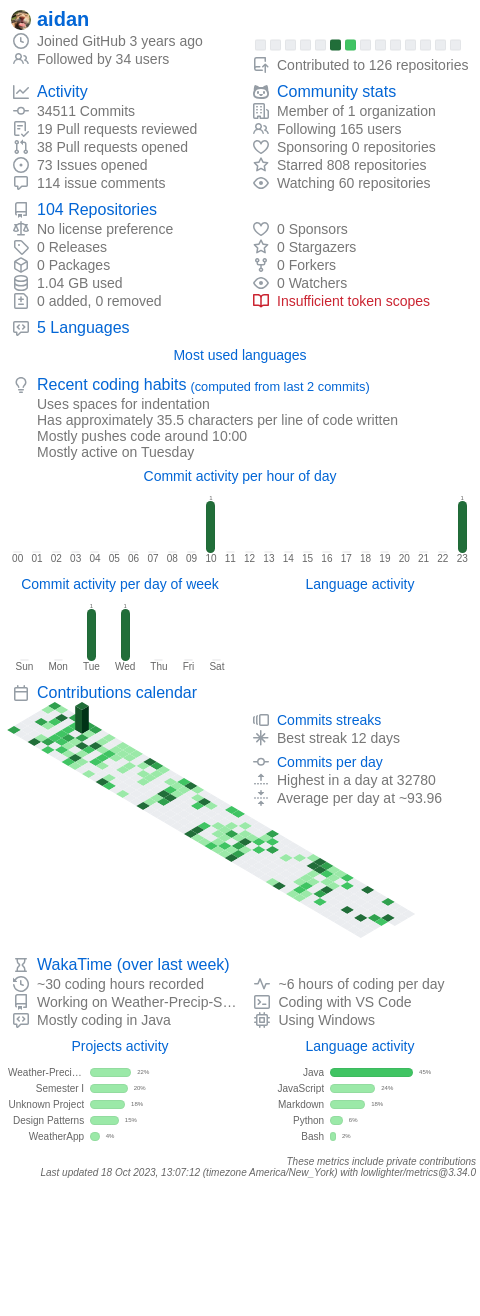 aidan
Joined GitHub 3 years ago
Followed by 34 users
Contributed to 126 repositories
Activity
34511 Commits
19 Pull requests reviewed
38 Pull requests opened
73 Issues opened
114 issue comments
Community stats
Member of 1 organization
Following 165 users
Sponsoring 0 repositories
Starred 808 repositories
Watching 60 repositories
104 Repositories
No license preference
0 Releases
0 Packages
1.04 GB used
0 added, 0 removed
0 Sponsors
0 Stargazers
0 Forkers
0 Watchers
Insufficient token scopes
5 Languages
Most used languages
Recent coding habits (computed from last 2 commits)
Uses spaces for indentation
Has approximately 35.5 characters per line of code written
Mostly pushes code around 10:00
Mostly active on Tuesday
Commit activity per hour of day
1 1
00 01 02 03 04 05 06 07 08 09 10 11 12 13 14 15 16 17 18 19 20 21 22 23
Commit activity per day of week
1 1
Sun Mon Tue Wed Thu Fri Sat
Language activity
Contributions calendar
Commits streaks
Best streak 12 days
Commits per day
Highest in a day at 32780
Average per day at ~93.96
WakaTime (over last week)
~30 coding hours recorded
Working on Weather-Precip-S…
Mostly coding in Java
~6 hours of coding per day
Coding with VS Code
Using Windows
Projects activity
Weather-Preci… 22%
Semester I 20%
Unknown Project 18%
Design Patterns 15%
WeatherApp 4%
Language activity
Java 45%
JavaScript 24%
Markdown 18%
Python 6%
Bash 2%
These metrics include private contributions
Last updated 18 Oct 2023, 13:07:12 (timezone America/New_York) with lowlighter/metrics@3.34.0